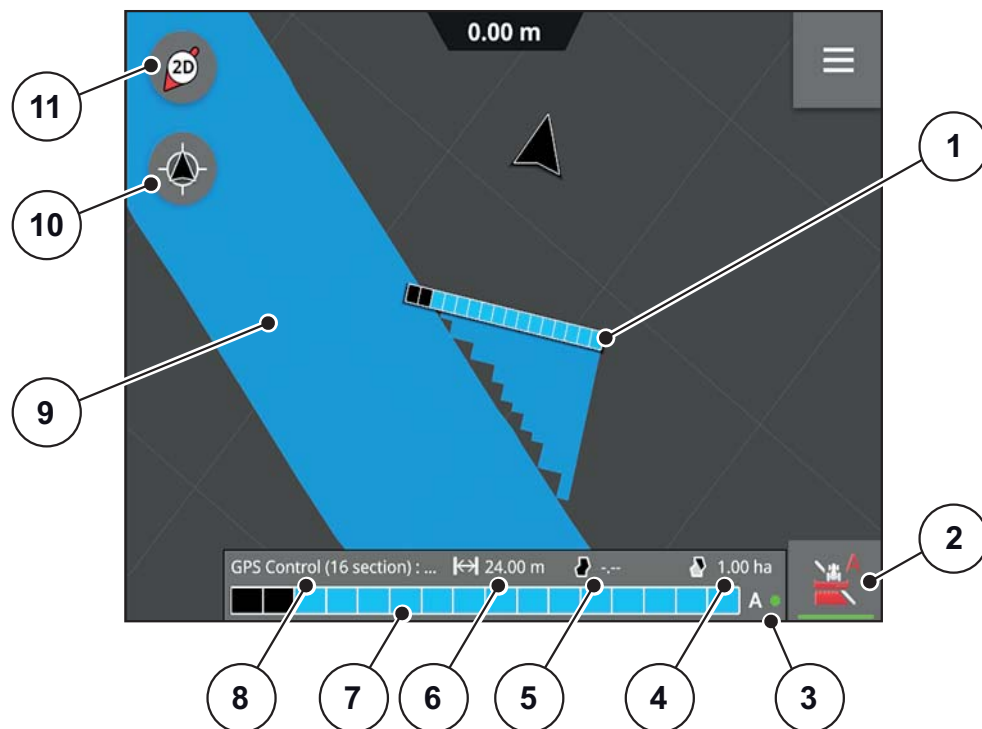 0.00 m
2D
11
10
1
9
2
GPS Control (16 section) : ... 24.00 m -.-- 1.00 ha
A
A
8 7 6 5 4 3